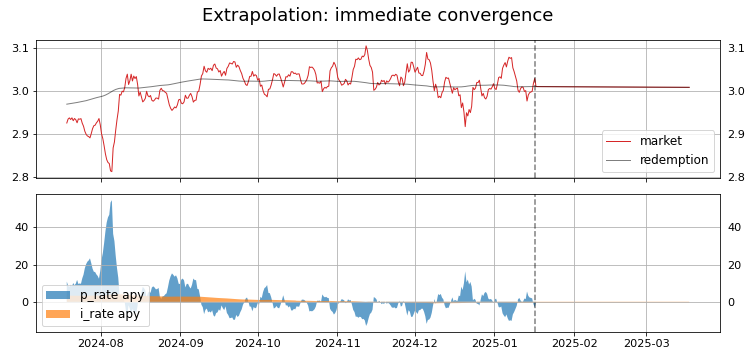 Extrapolation: immediate convergence
3.1 3.1
3.0 3.0
2.9 2.9
2.8 2.8
market
redemption
40 40
20 20
0 0
p_rate apy
i_rate apy
2024-08 2024-09 2024-10 2024-11 2024-12 2025-01 2025-02 2025-03